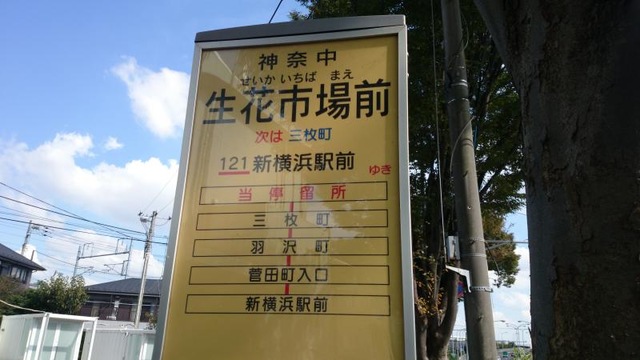 神奈中
せいか いちば まえ
生花市場前
次は 三枚町
121 新横浜駅前 ゆき
当停留所
三枚町
羽沢町
菅田町入口
新横浜駅前